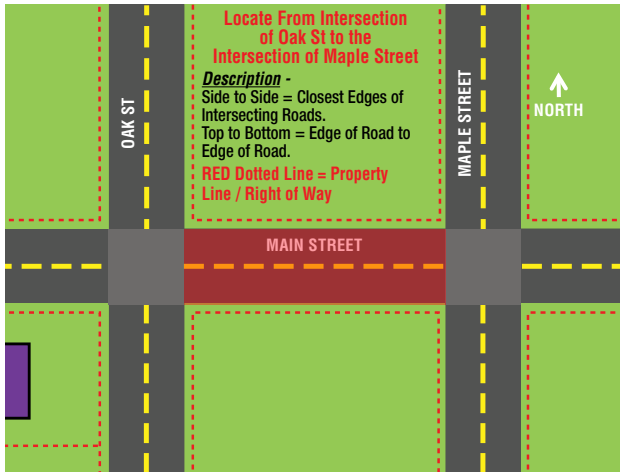 Locate From Intersection
of Oak St to the
Intersection of Maple Street
Description -
Side to Side = Closest Edges of
Intersecting Roads.
Top to Bottom = Edge of Road to
Edge of Road.
RED Dotted Line = Property
Line / Right of Way
OAK ST
MAPLE STREET
NORTH
MAIN STREET